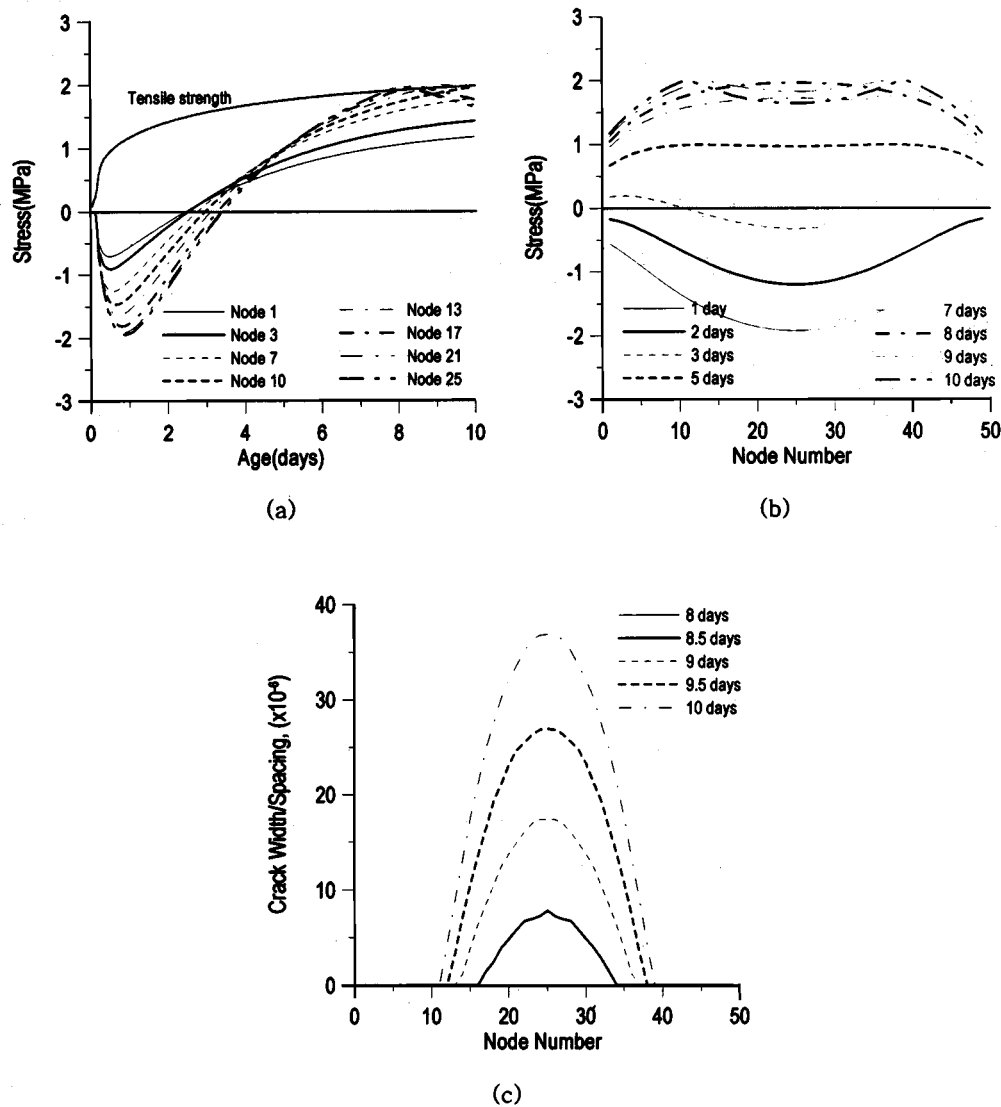 3
2
1
0
-1
-2
-3
Stress(MPa)
Tensile strength
Node 1
Node 3
Node 7
Node 10
Node 13
Node 17
Node 21
Node 25
0
2
4
6
8
10
Age(days)
(a)
3
2
1
0
-1
-2
-3
Stress(MPa)
1 day
2 days
3 days
5 days
7 days
8 days
9 days
10 days
0
10
20
30
40
50
Node Number
(b)
40
30
20
10
0
Crack Width/Spacing, (x10⁻⁶)
8 days
8.5 days
9 days
9.5 days
10 days
0
10
20
30
40
50
Node Number
(c)